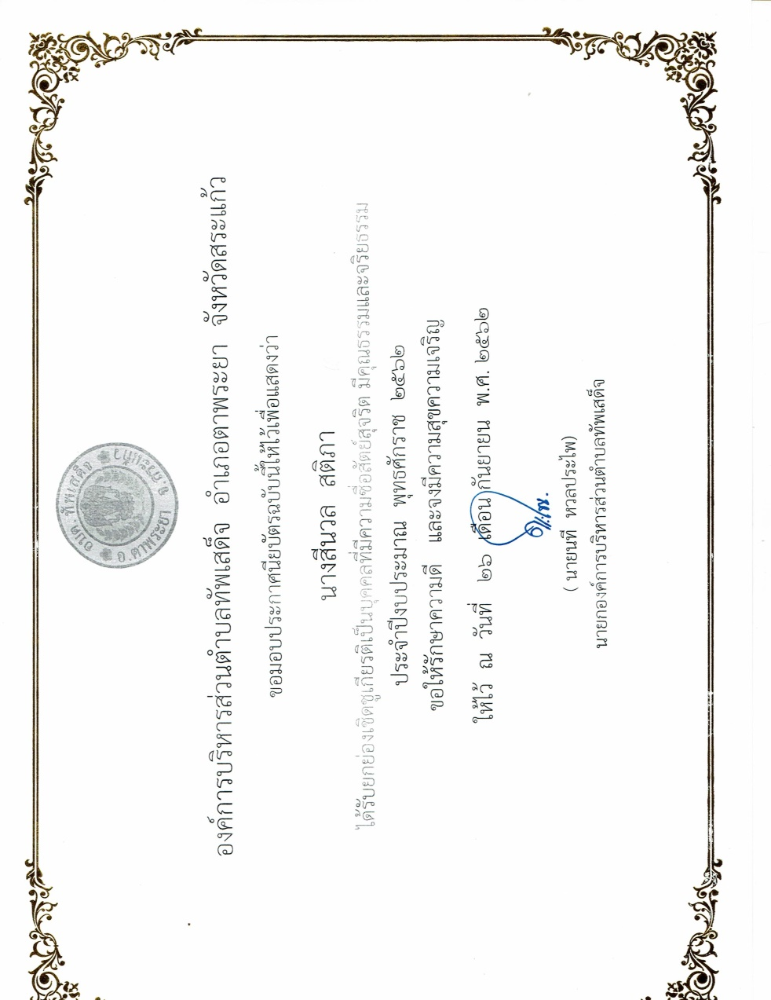 อบต. ทัพเสด็จ
อ.ตาพระยา จ.สระแก้ว
องค์การบริหารส่วนตำบลทัพเสด็จ อำเภอตาพระยา จังหวัดสระแก้ว
ขอมอบประกาศนียบัตรฉบับนี้ให้ไว้เพื่อแสดงว่า
นางสีนวล สติภา
ได้รับยกย่องเชิดชูเกียรติเป็นบุคคลที่มีความซื่อสัตย์สุจริต มีคุณธรรมและจริยธรรม
ประจำปีงบประมาณ พุทธศักราช ๒๕๖๒
ขอให้รักษาความดี และจงมีความสุขความเจริญ
ให้ไว้ ณ วันที่ ๒๖ เดือน กันยายน พ.ศ. ๒๕๖๒
( นายนที หวลประไพ)
นายกองค์การบริหารส่วนตำบลทัพเสด็จ